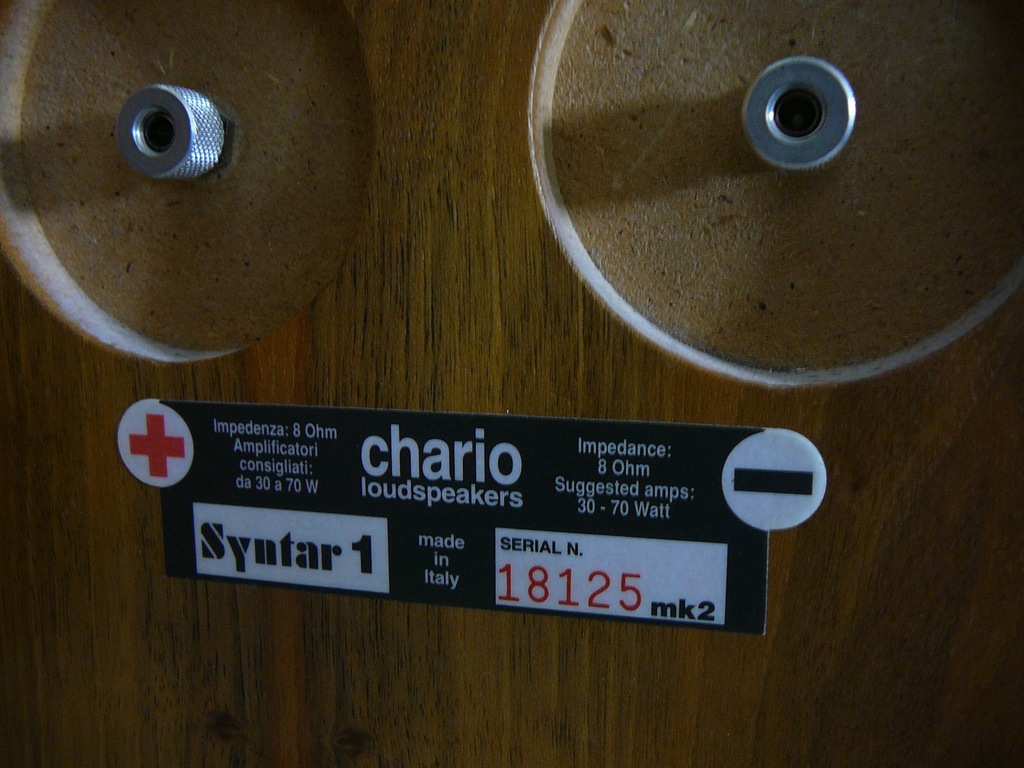 Impedenza: 8 Ohm
Amplificatori
consigliati:
da 30 a 70 W
chario
loudspeakers
Impedance:
8 Ohm
Suggested amps:
30 - 70 Watt
Syntar 1
made
in
Italy
SERIAL N.
18125 mk2